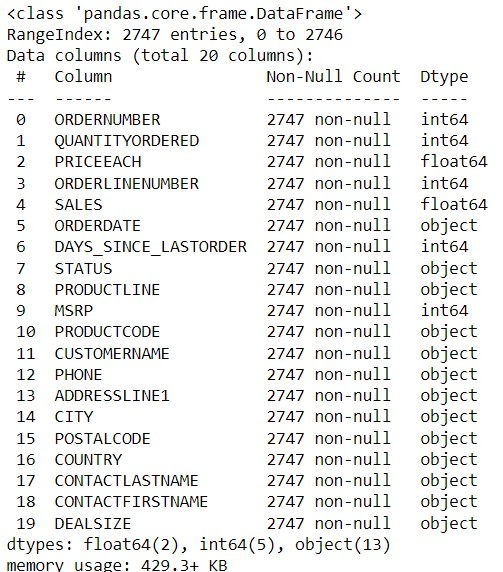 <class 'pandas.core.frame.DataFrame'>
RangeIndex: 2747 entries, 0 to 2746
Data columns (total 20 columns):
 #   Column               Non-Null Count  Dtype
---  ------               --------------  -----
 0   ORDERNUMBER          2747 non-null   int64
 1   QUANTITYORDERED      2747 non-null   int64
 2   PRICEEACH            2747 non-null   float64
 3   ORDERLINENUMBER      2747 non-null   int64
 4   SALES                2747 non-null   float64
 5   ORDERDATE            2747 non-null   object
 6   DAYS_SINCE_LASTORDER 2747 non-null   int64
 7   STATUS               2747 non-null   object
 8   PRODUCTLINE          2747 non-null   object
 9   MSRP                 2747 non-null   int64
 10  PRODUCTCODE          2747 non-null   object
 11  CUSTOMERNAME         2747 non-null   object
 12  PHONE                2747 non-null   object
 13  ADDRESSLINE1         2747 non-null   object
 14  CITY                 2747 non-null   object
 15  POSTALCODE           2747 non-null   object
 16  COUNTRY              2747 non-null   object
 17  CONTACTLASTNAME      2747 non-null   object
 18  CONTACTFIRSTNAME     2747 non-null   object
 19  DEALSIZE             2747 non-null   object
dtypes: float64(2), int64(5), object(13)
memory usage: 429.3+ KB